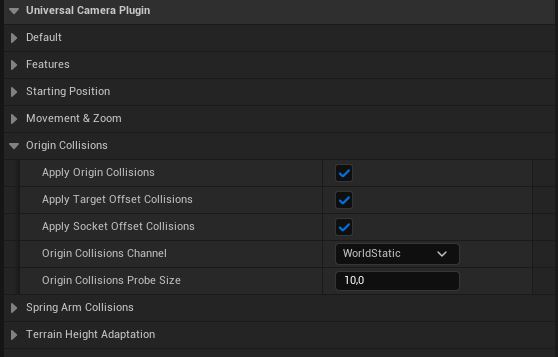 Universal Camera Plugin
Default
Features
Starting Position
Movement & Zoom
Origin Collisions
Apply Origin Collisions
Apply Target Offset Collisions
Apply Socket Offset Collisions
Origin Collisions Channel WorldStatic
Origin Collisions Probe Size 10,0
Spring Arm Collisions
Terrain Height Adaptation